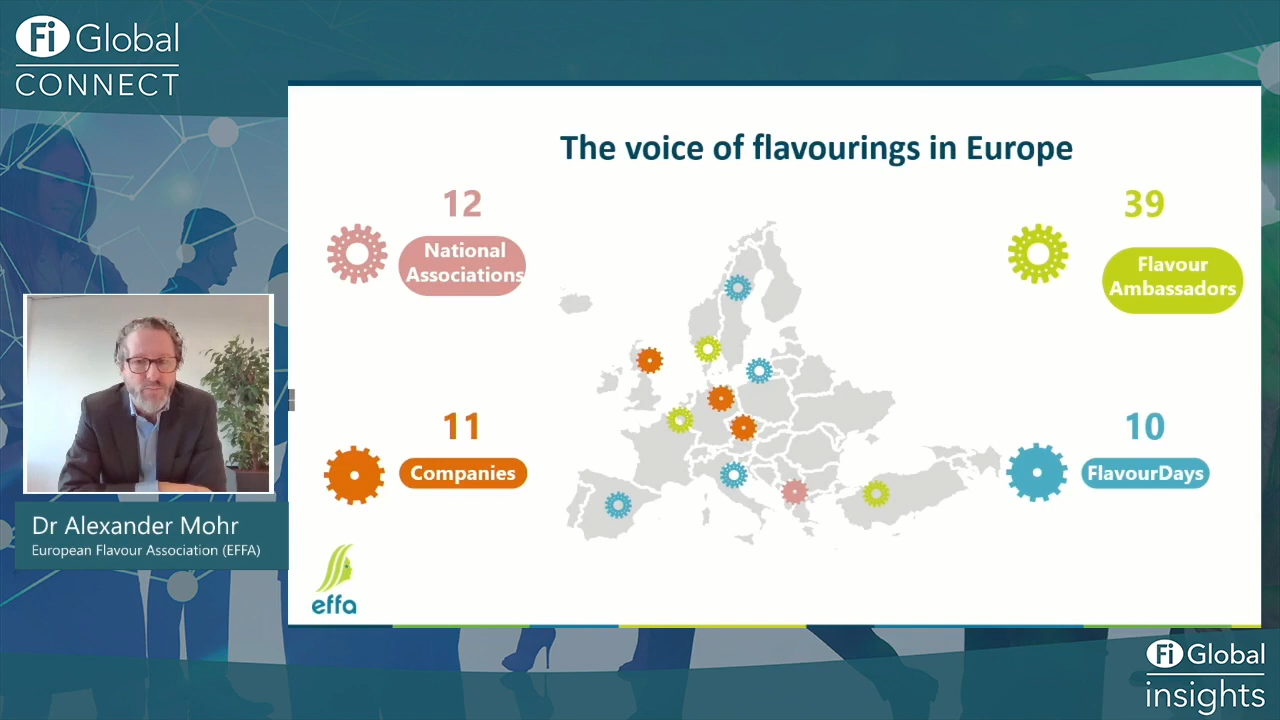 Fi Global
CONNECT
The voice of flavourings in Europe
12
National
Associations
39
Flavour
Ambassadors
11
Companies
10
FlavourDays
Dr Alexander Mohr
European Flavour Association (EFFA)
effa
Fi Global
insights